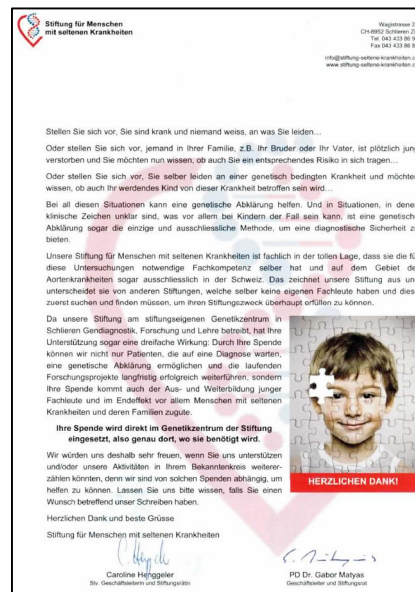 Stiftung für Menschen
mit seltenen Krankheiten
Wagistrasse 2
CH-8952 Schlieren Z
Tel. 043 433 86 9
Fax 043 433 86 8
info@stiftung-seltene-krankheiten.c
www.stiftung-seltene-krankheiten.c
Stellen Sie sich vor, Sie sind krank und niemand weiss, an was Sie leiden…
Oder stellen Sie sich vor, jemand in Ihrer Familie, z.B. Ihr Bruder oder Ihr Vater, ist plötzlich jung
verstorben und Sie möchten nun wissen, ob auch Sie ein entsprechendes Risiko in sich tragen…
Oder stellen Sie sich vor, Sie selber leiden an einer genetisch bedingten Krankheit und möchten
wissen, ob auch Ihr werdendes Kind von dieser Krankheit betroffen sein wird…
Bei all diesen Situationen kann eine genetische Abklärung helfen. Und in Situationen, in denen
klinische Zeichen unklar sind, was vor allem bei Kindern der Fall sein kann, ist eine genetische
Abklärung sogar die einzige und ausschliessliche Methode, um eine diagnostische Sicherheit z
bieten.
Unsere Stiftung für Menschen mit seltenen Krankheiten ist fachlich in der tollen Lage, dass sie die fü
diese Untersuchungen notwendige Fachkompetenz selber hat und auf dem Gebiet de
Aortenkrankheiten sogar ausschliesslich in der Schweiz. Das zeichnet unsere Stiftung aus un
unterscheidet sie von anderen Stiftungen, welche selber keine eigenen Fachleute haben und dies
zuerst suchen und finden müssen, um ihren Stiftungszweck überhaupt erfüllen zu können.
Da unsere Stiftung am stiftungseigenen Genetikzentrum in
Schlieren Gendiagnostik, Forschung und Lehre betreibt, hat Ihre
Unterstützung sogar eine dreifache Wirkung: Durch Ihre Spende
können wir nicht nur Patienten, die auf eine Diagnose warten,
eine genetische Abklärung ermöglichen und die laufenden
Forschungsprojekte langfristig erfolgreich weiterführen, sondern
Ihre Spende kommt auch der Aus- und Weiterbildung junger
Fachleute und im Endeffekt vor allem Menschen mit seltenen
Krankheiten und deren Familien zugute.
Ihre Spende wird direkt im Genetikzentrum der Stiftung
eingesetzt, also genau dort, wo sie benötigt wird.
Wir würden uns deshalb sehr freuen, wenn Sie uns unterstützen
und/oder unsere Aktivitäten in Ihrem Bekanntenkreis weiterer-
zählen könnten, denn wir sind von solchen Spenden abhängig, um
helfen zu können. Lassen Sie uns bitte wissen, falls Sie einen
Wunsch betreffend unser Schreiben haben.
HERZLICHEN DANK!
Herzlichen Dank und beste Grüsse
Stiftung für Menschen mit seltenen Krankheiten
Caroline Henggeler
Stv. Geschäftsleiterin und Stiftungsrätin
PD Dr. Gabor Matyas
Geschäftsleiter und Stiftungsrat